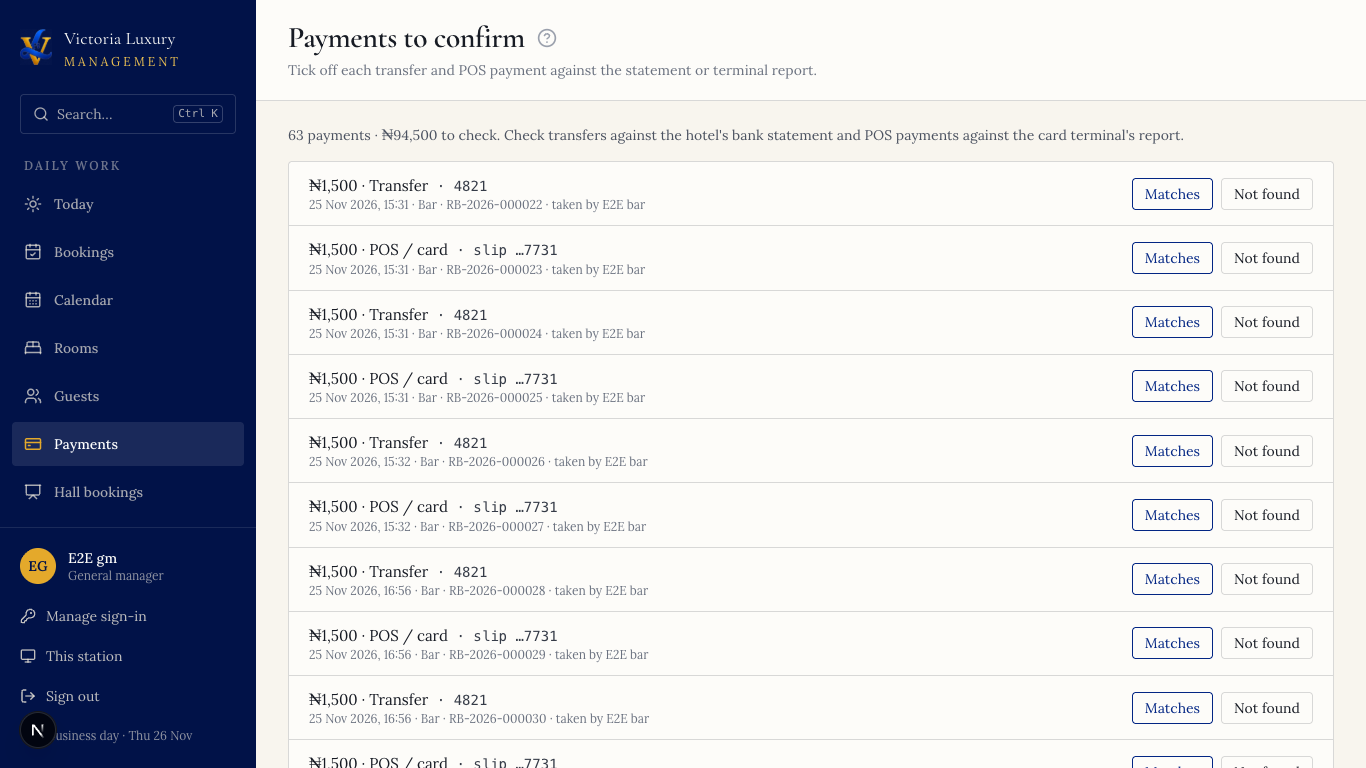 Victoria Luxury
MANAGEMENT
Search...
Ctrl K
DAILY WORK
Today
Bookings
Calendar
Rooms
Guests
Payments
Hall bookings
EG
E2E gm
General manager
Manage sign-in
This station
Sign out
N
usiness day · Thu 26 Nov
Payments to confirm
?
Tick off each transfer and POS payment against the statement or terminal report.
63 payments · ₦94,500 to check. Check transfers against the hotel's bank statement and POS payments against the card terminal's report.
₦1,500 · Transfer · 4821
25 Nov 2026, 15:31 · Bar · RB-2026-000022 · taken by E2E bar
Matches
Not found
₦1,500 · POS / card · slip …7731
25 Nov 2026, 15:31 · Bar · RB-2026-000023 · taken by E2E bar
Matches
Not found
₦1,500 · Transfer · 4821
25 Nov 2026, 15:31 · Bar · RB-2026-000024 · taken by E2E bar
Matches
Not found
₦1,500 · POS / card · slip …7731
25 Nov 2026, 15:31 · Bar · RB-2026-000025 · taken by E2E bar
Matches
Not found
₦1,500 · Transfer · 4821
25 Nov 2026, 15:32 · Bar · RB-2026-000026 · taken by E2E bar
Matches
Not found
₦1,500 · POS / card · slip …7731
25 Nov 2026, 15:32 · Bar · RB-2026-000027 · taken by E2E bar
Matches
Not found
₦1,500 · Transfer · 4821
25 Nov 2026, 16:56 · Bar · RB-2026-000028 · taken by E2E bar
Matches
Not found
₦1,500 · POS / card · slip …7731
25 Nov 2026, 16:56 · Bar · RB-2026-000029 · taken by E2E bar
Matches
Not found
₦1,500 · Transfer · 4821
25 Nov 2026, 16:56 · Bar · RB-2026-000030 · taken by E2E bar
Matches
Not found
₦1,500 · POS / card · slip …7731